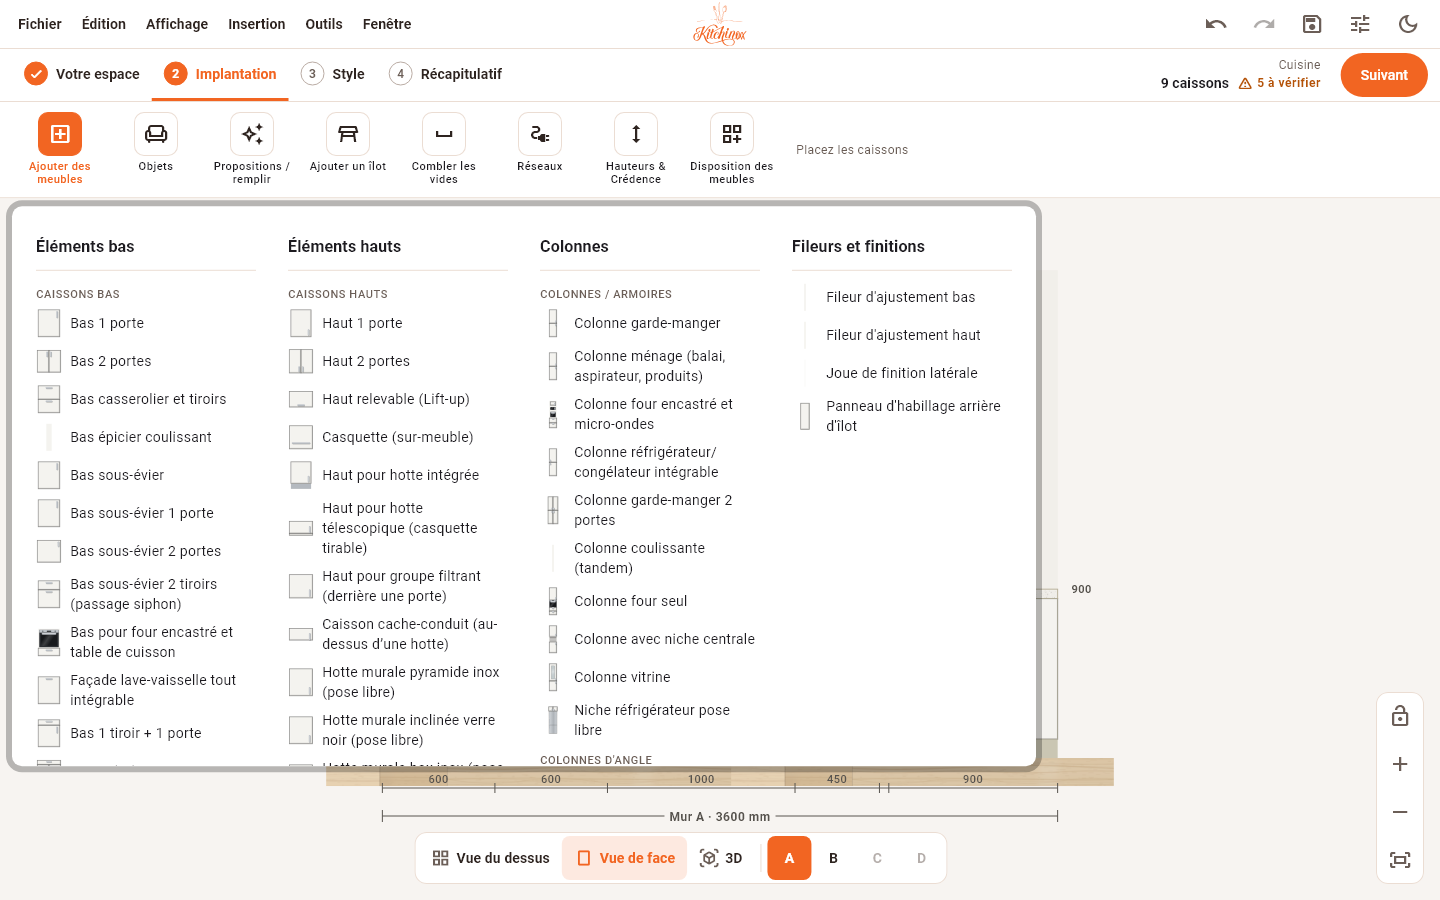 Fichier Édition Affichage Insertion Outils Fenêtre
Kitchinox
Votre espace
2 Implantation
3 Style
4 Récapitulatif
Cuisine
9 caissons 5 à vérifier
Suivant
Ajouter des
meubles
Objets
Propositions /
remplir
Ajouter un îlot
Combler les
vides
Réseaux
Hauteurs &
Crédence
Disposition des
meubles
Placez les caissons
Éléments bas
CAISSONS BAS
Bas 1 porte
Bas 2 portes
Bas casserolier et tiroirs
Bas épicier coulissant
Bas sous-évier
Bas sous-évier 1 porte
Bas sous-évier 2 portes
Bas sous-évier 2 tiroirs
(passage siphon)
Bas pour four encastré et
table de cuisson
Façade lave-vaisselle tout
intégrable
Bas 1 tiroir + 1 porte
Éléments hauts
CAISSONS HAUTS
Haut 1 porte
Haut 2 portes
Haut relevable (Lift-up)
Casquette (sur-meuble)
Haut pour hotte intégrée
Haut pour hotte
télescopique (casquette
tirable)
Haut pour groupe filtrant
(derrière une porte)
Caisson cache-conduit (au-
dessus d'une hotte)
Hotte murale pyramide inox
(pose libre)
Hotte murale inclinée verre
noir (pose libre)
Hotte murale box inox (pose
Colonnes
COLONNES / ARMOIRES
Colonne garde-manger
Colonne ménage (balai,
aspirateur, produits)
Colonne four encastré et
micro-ondes
Colonne réfrigérateur/
congélateur intégrable
Colonne garde-manger 2
portes
Colonne coulissante
(tandem)
Colonne four seul
Colonne avec niche centrale
Colonne vitrine
Niche réfrigérateur pose
libre
COLONNES D'ANGLE
Fileurs et finitions
Fileur d'ajustement bas
Fileur d'ajustement haut
Joue de finition latérale
Panneau d'habillage arrière
d'îlot
900
600 600 1000 450 900
Mur A · 3600 mm
Vue du dessus Vue de face 3D A B C D